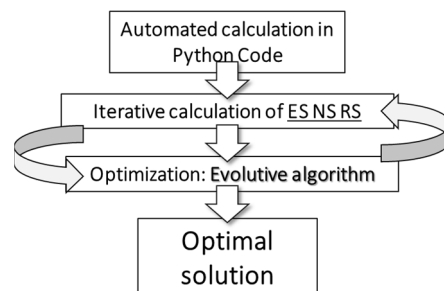 Automated calculation in
Python Code
Iterative calculation of ES NS RS
Optimization: Evolutive algorithm
Optimal
solution